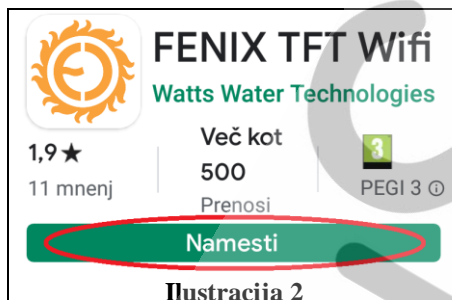 FENIX TFT Wifi
Watts Water Technologies
1,9★
11 mnenj
Več kot
500
Prenosi
3
PEGI 3 ⓘ
Namesti
Ilustracija 2